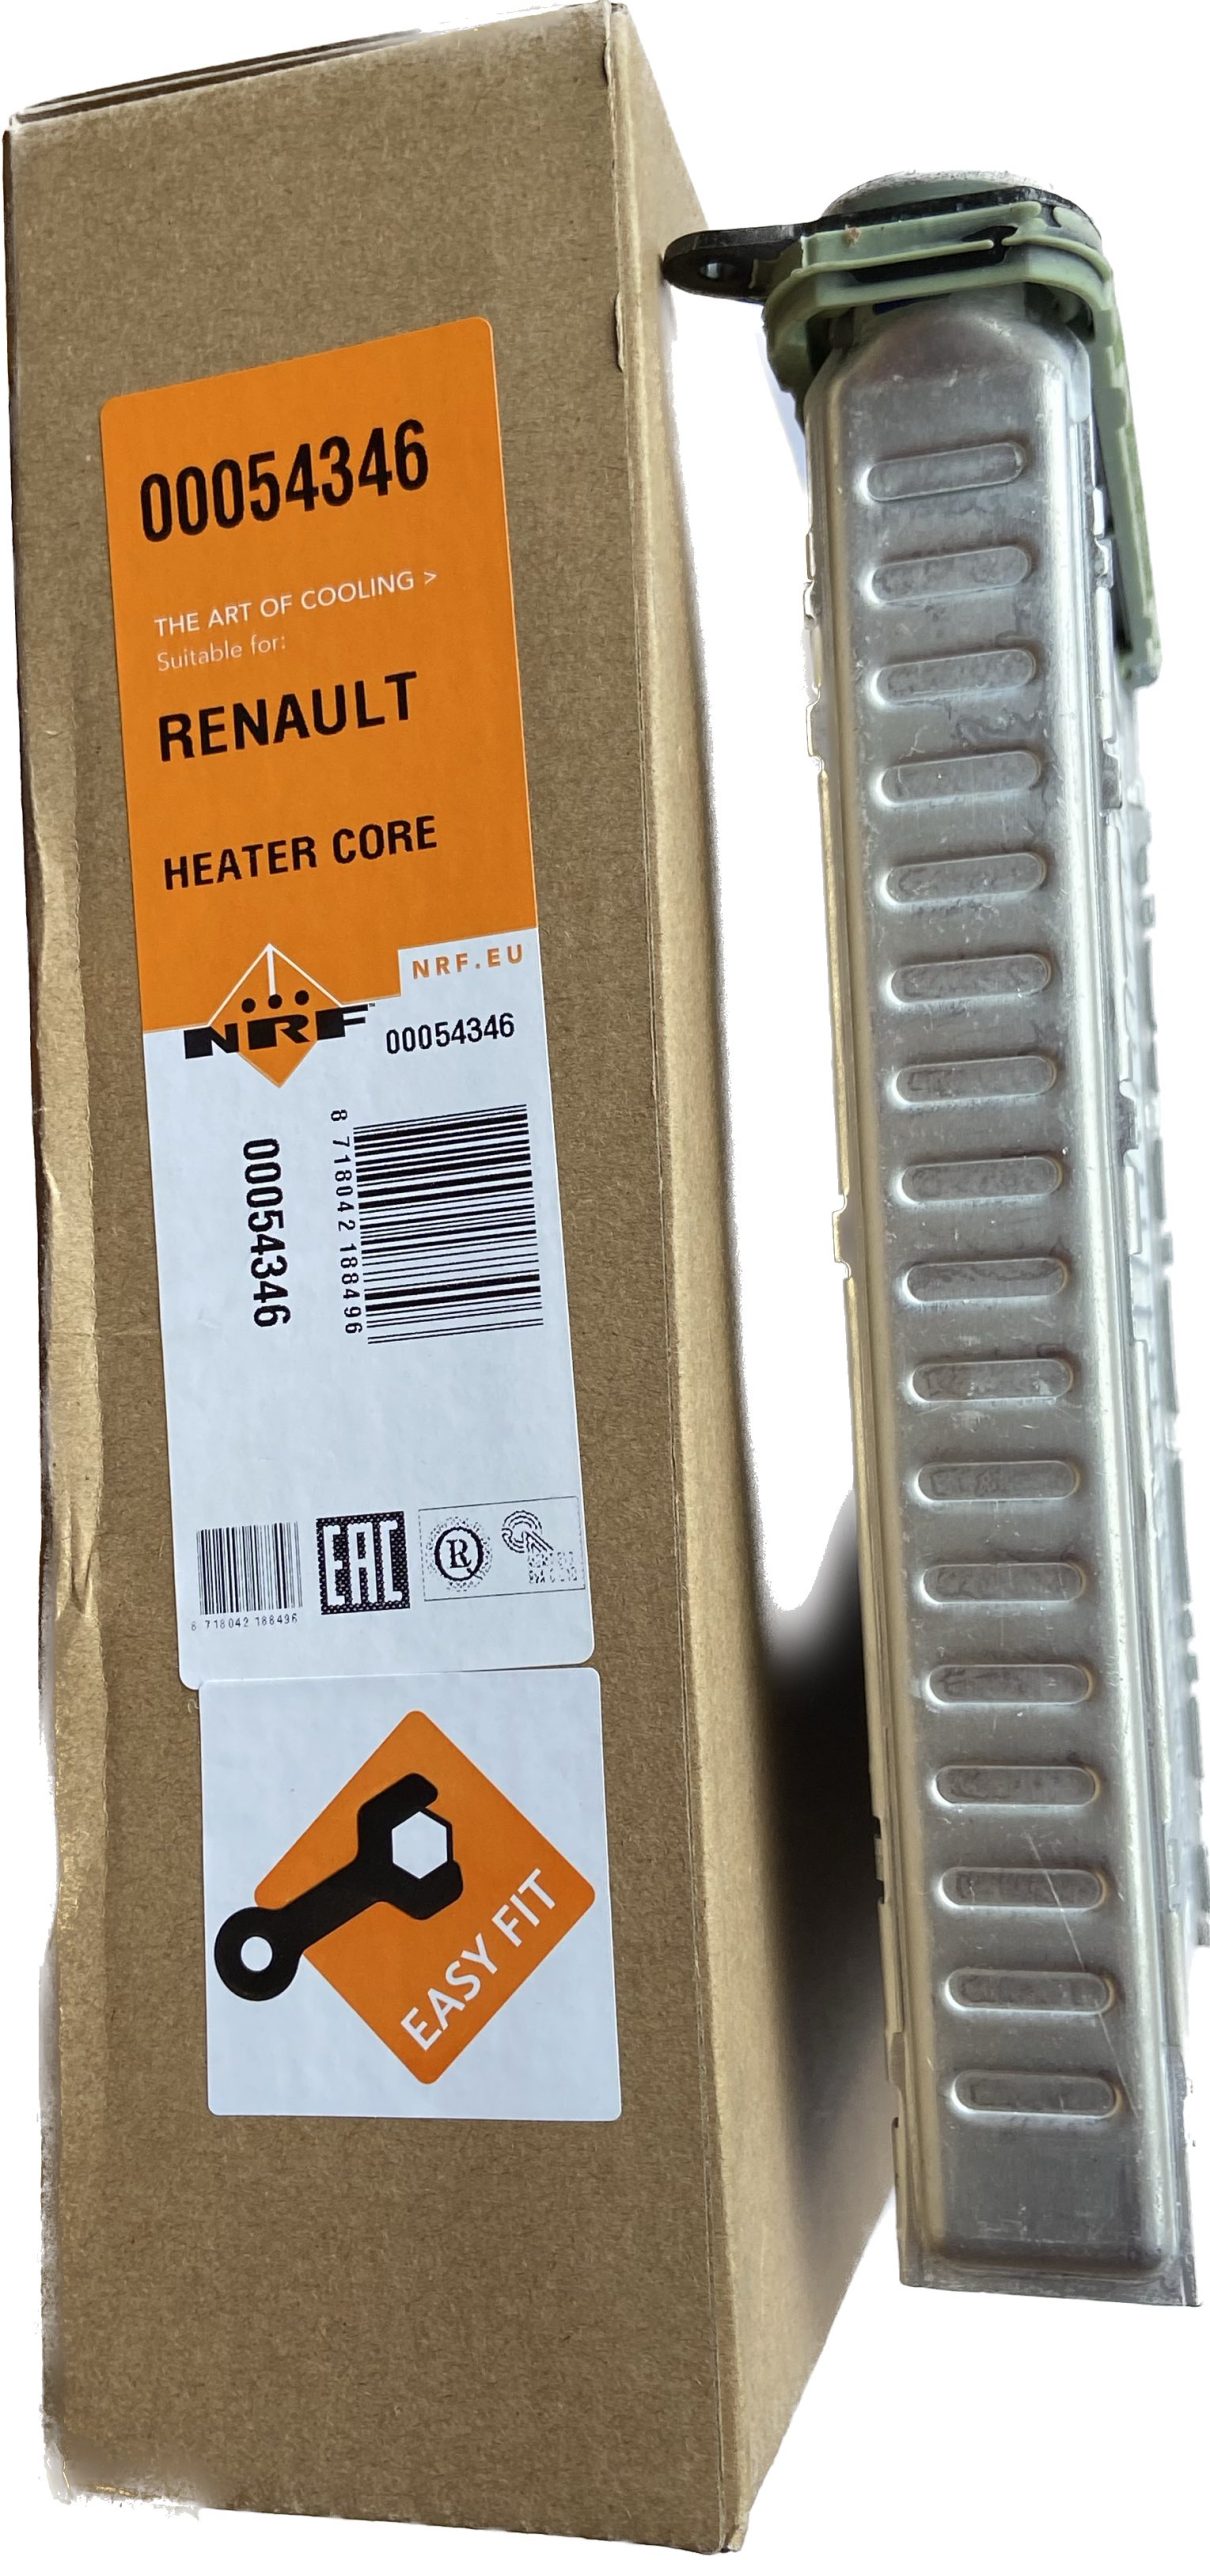 00054346
THE ART OF COOLING >
Suitable for:
RENAULT
HEATER CORE
NRF.EU
NRF
00054346
8 718042 188496
00054346
8 718042 188496
EAC
R
EASY FIT